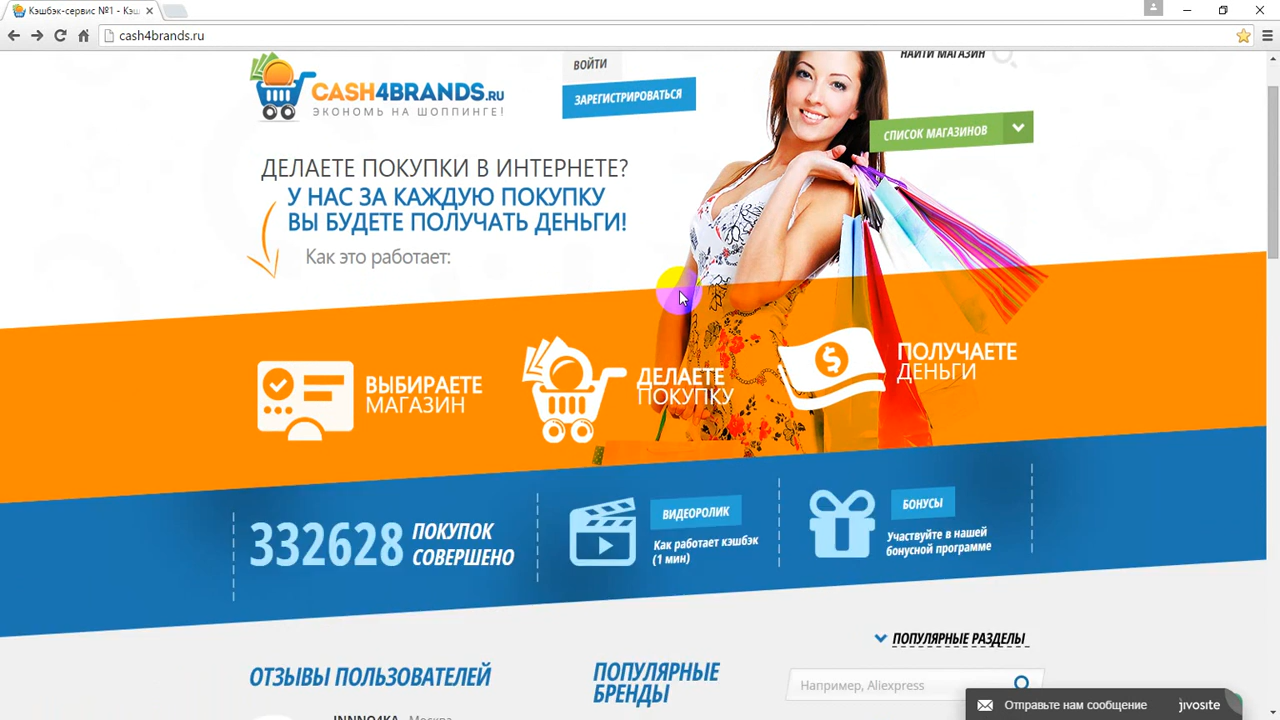 Кэшбэк-сервис №1 - Кэш
cash4brands.ru
ВОЙТИ
НАЙТИ МАГАЗИН
CASH4BRANDS.RU
ЭКОНОМЬ НА ШОППИНГЕ!
ЗАРЕГИСТРИРОВАТЬСЯ
СПИСОК МАГАЗИНОВ
ДЕЛАЕТЕ ПОКУПКИ В ИНТЕРНЕТЕ?
У НАС ЗА КАЖДУЮ ПОКУПКУ
ВЫ БУДЕТЕ ПОЛУЧАТЬ ДЕНЬГИ!
Как это работает:
ВЫБИРАЕТЕ
МАГАЗИН
ДЕЛАЕТЕ
ПОКУПКУ
ПОЛУЧАЕТЕ
ДЕНЬГИ
332628 ПОКУПОК
СОВЕРШЕНО
ВИДЕОРОЛИК
Как работает кэшбэк
(1 мин)
БОНУСЫ
Участвуйте в нашей
бонусной программе
ПОПУЛЯРНЫЕ РАЗДЕЛЫ
ОТЗЫВЫ ПОЛЬЗОВАТЕЛЕЙ
ПОПУЛЯРНЫЕ
БРЕНДЫ
Например, Aliexpress
INNNO4KA Москва
Отправьте нам сообщение
jivosite